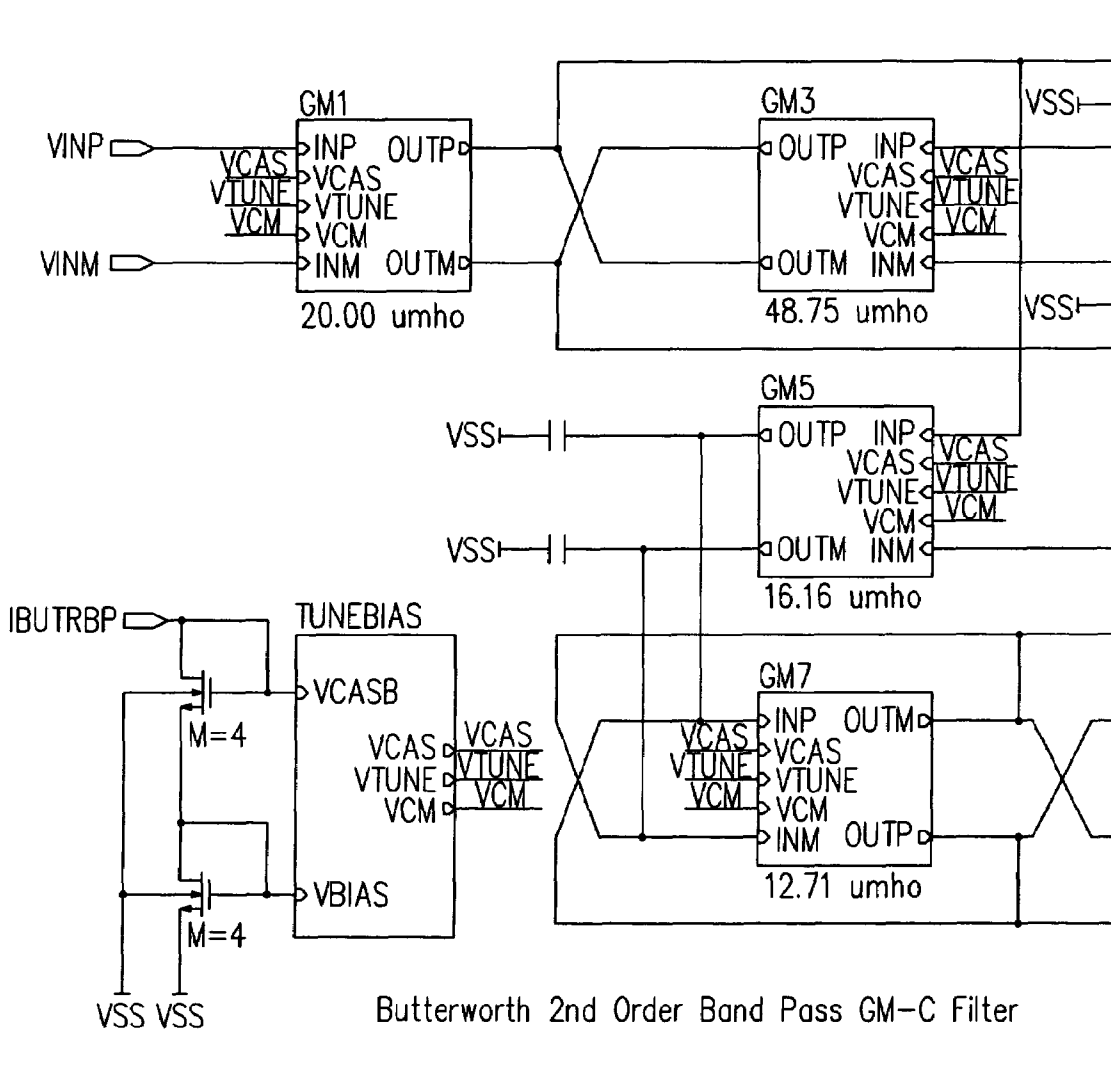 GM1
GM3
VSS
VINP
INP OUTP
OUTP INP
VCAS
VCAS
VCAS
VCAS
VTUNE
VTUNE
VTUNE
VTUNE
VCM
VCM
VCM
VCM
VINM
INM OUTM
OUTM INM
20.00 umho
48.75 umho
VSS
GM5
VSS
OUTP INP
VCAS
VCAS
VTUNE
VTUNE
VCM
VCM
VSS
OUTM INM
16.16 umho
IBUTRBP
TUNEBIAS
GM7
VCASB
M=4
INP OUTM
VCAS
VCAS
VCAS
VCAS
VTUNE
VTUNE
VTUNE
VTUNE
VCM
VCM
VCM
VCM
INM OUTP
12.71 umho
VBIAS
M=4
VSS VSS
Butterworth 2nd Order Band Pass GM-C Filter